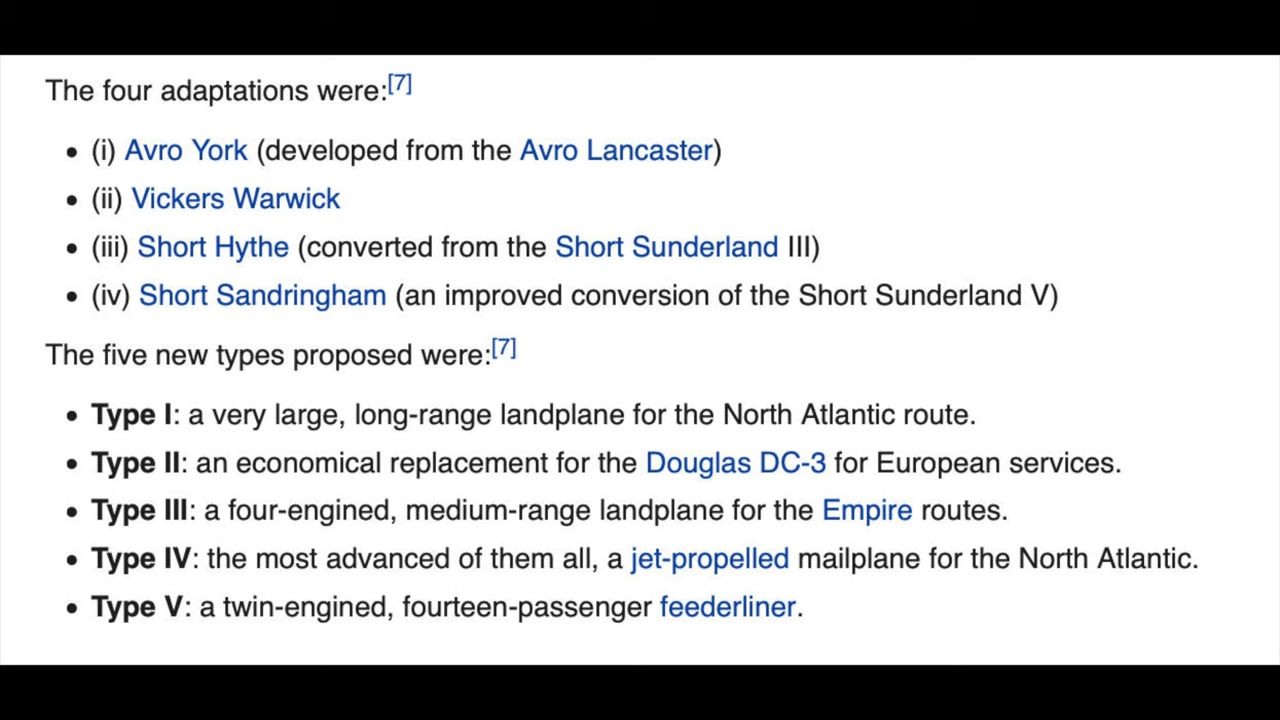 The four adaptations were:[7]
• (i) Avro York (developed from the Avro Lancaster)
• (ii) Vickers Warwick
• (iii) Short Hythe (converted from the Short Sunderland III)
• (iv) Short Sandringham (an improved conversion of the Short Sunderland V)
The five new types proposed were:[7]
• Type I: a very large, long-range landplane for the North Atlantic route.
• Type II: an economical replacement for the Douglas DC-3 for European services.
• Type III: a four-engined, medium-range landplane for the Empire routes.
• Type IV: the most advanced of them all, a jet-propelled mailplane for the North Atlantic.
• Type V: a twin-engined, fourteen-passenger feederliner.